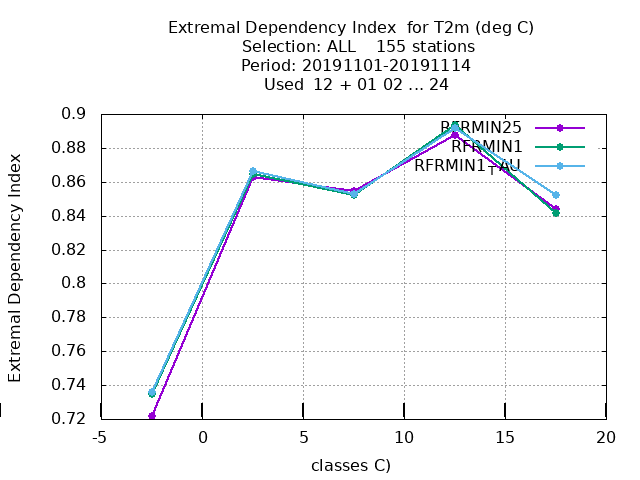 Extremal Dependency Index  for T2m (deg C)
Selection: ALL    155 stations
Period: 20191101-20191114
Used  12 + 01 02 ... 24
0.9
0.88
0.86
0.84
0.82
0.8
0.78
0.76
0.74
0.72
Extremal Dependency Index
RFRMIN25
RFRMIN1
RFRMIN1+AU
-5
0
5
10
15
20
classes C)